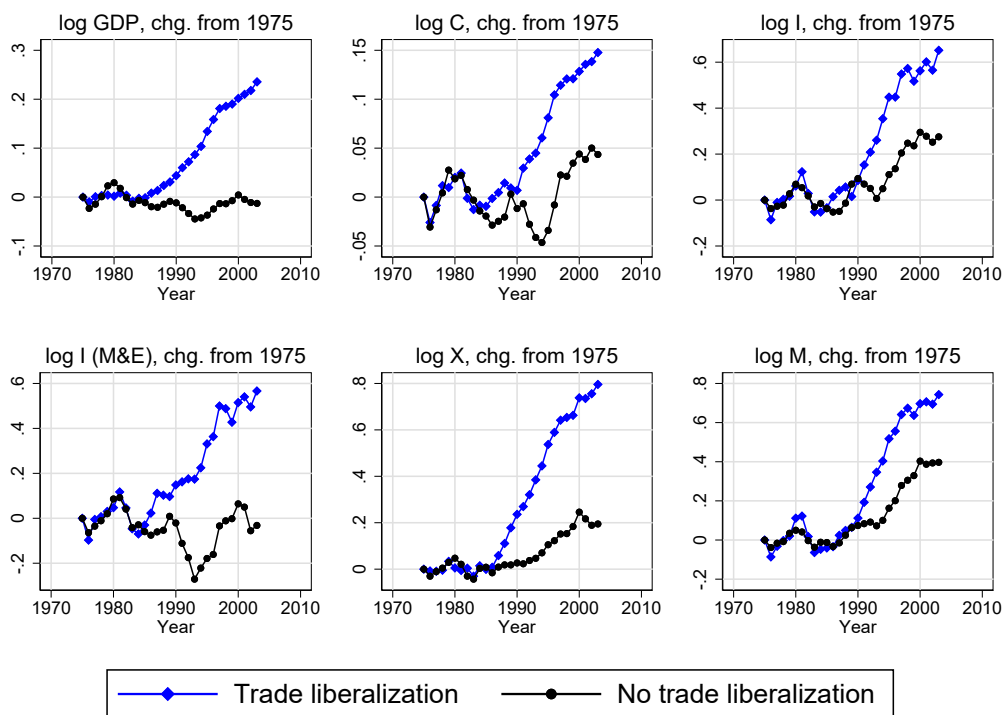 log GDP, chg. from 1975
.3
.2
.1
0
-.1
1970 1980 1990 2000 2010
Year
log C, chg. from 1975
.15
.1
.05
0
-.05
1970 1980 1990 2000 2010
Year
log I, chg. from 1975
.6
.4
.2
0
-.2
1970 1980 1990 2000 2010
Year
log I (M&E), chg. from 1975
.6
.4
.2
0
-.2
1970 1980 1990 2000 2010
Year
log X, chg. from 1975
.8
.6
.4
.2
0
1970 1980 1990 2000 2010
Year
log M, chg. from 1975
.8
.6
.4
.2
0
-.2
1970 1980 1990 2000 2010
Year
Trade liberalization No trade liberalization